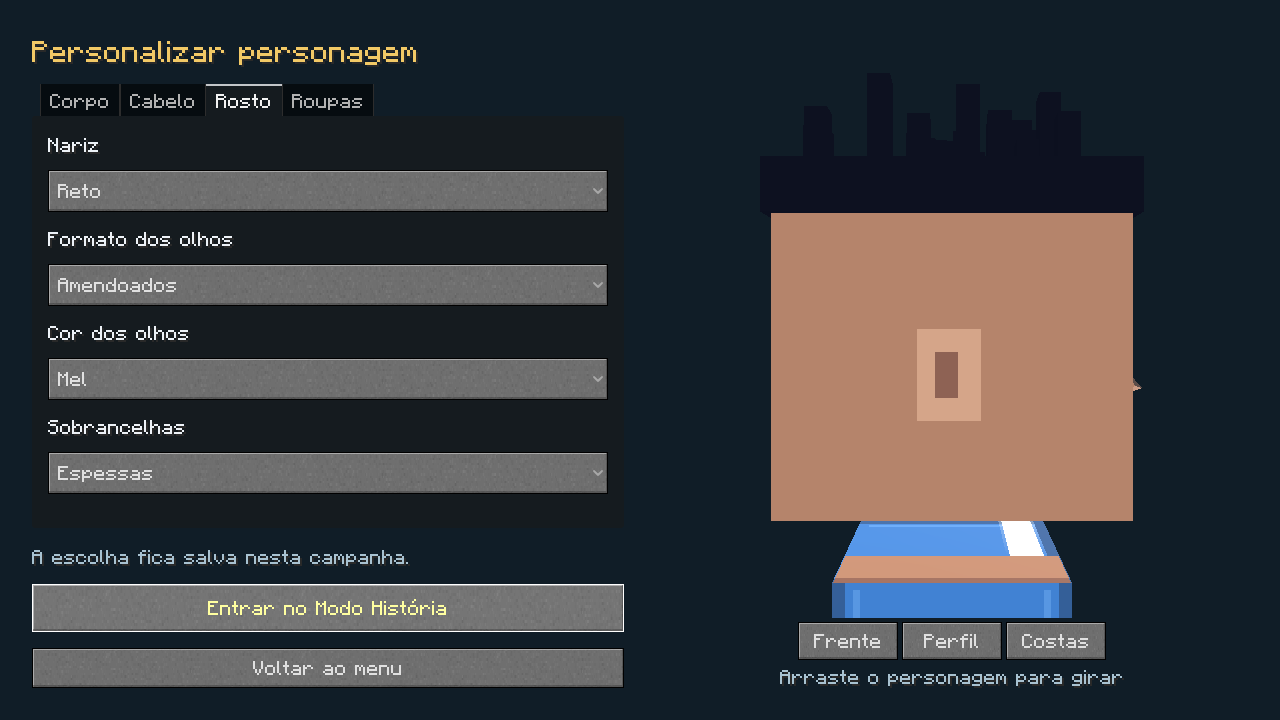 Personalizar personagem
Corpo Cabelo Rosto Roupas
Nariz
Reto
Formato dos olhos
Amendoados
Cor dos olhos
Mel
Sobrancelhas
Espessas
A escolha fica salva nesta campanha.
Entrar no Modo História
Voltar ao menu
Frente Perfil Costas
Arraste o personagem para girar